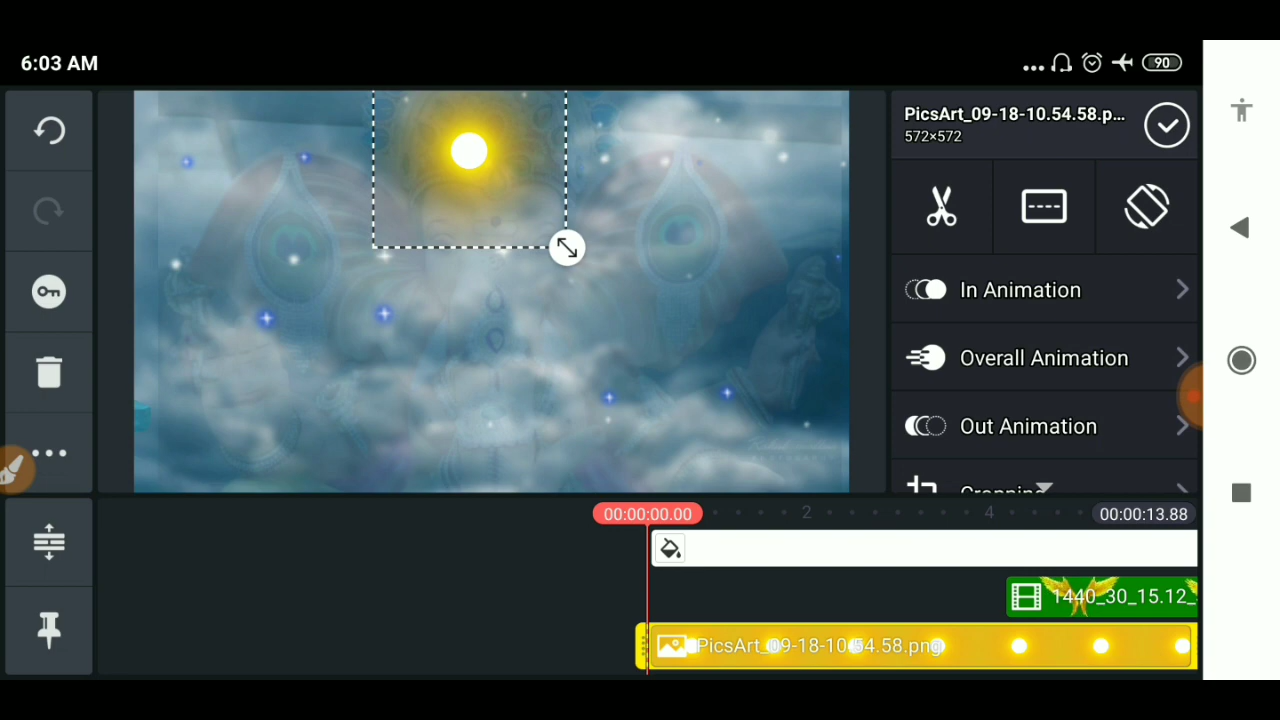 6:03 AM
90
PicsArt_09-18-10.54.58.p...
572×572
In Animation
Overall Animation
Out Animation
Cropping
00:00:00.00
2
4
00:00:13.88
1440_30_15.12_
PicsArt_09-18-10.54.58.png